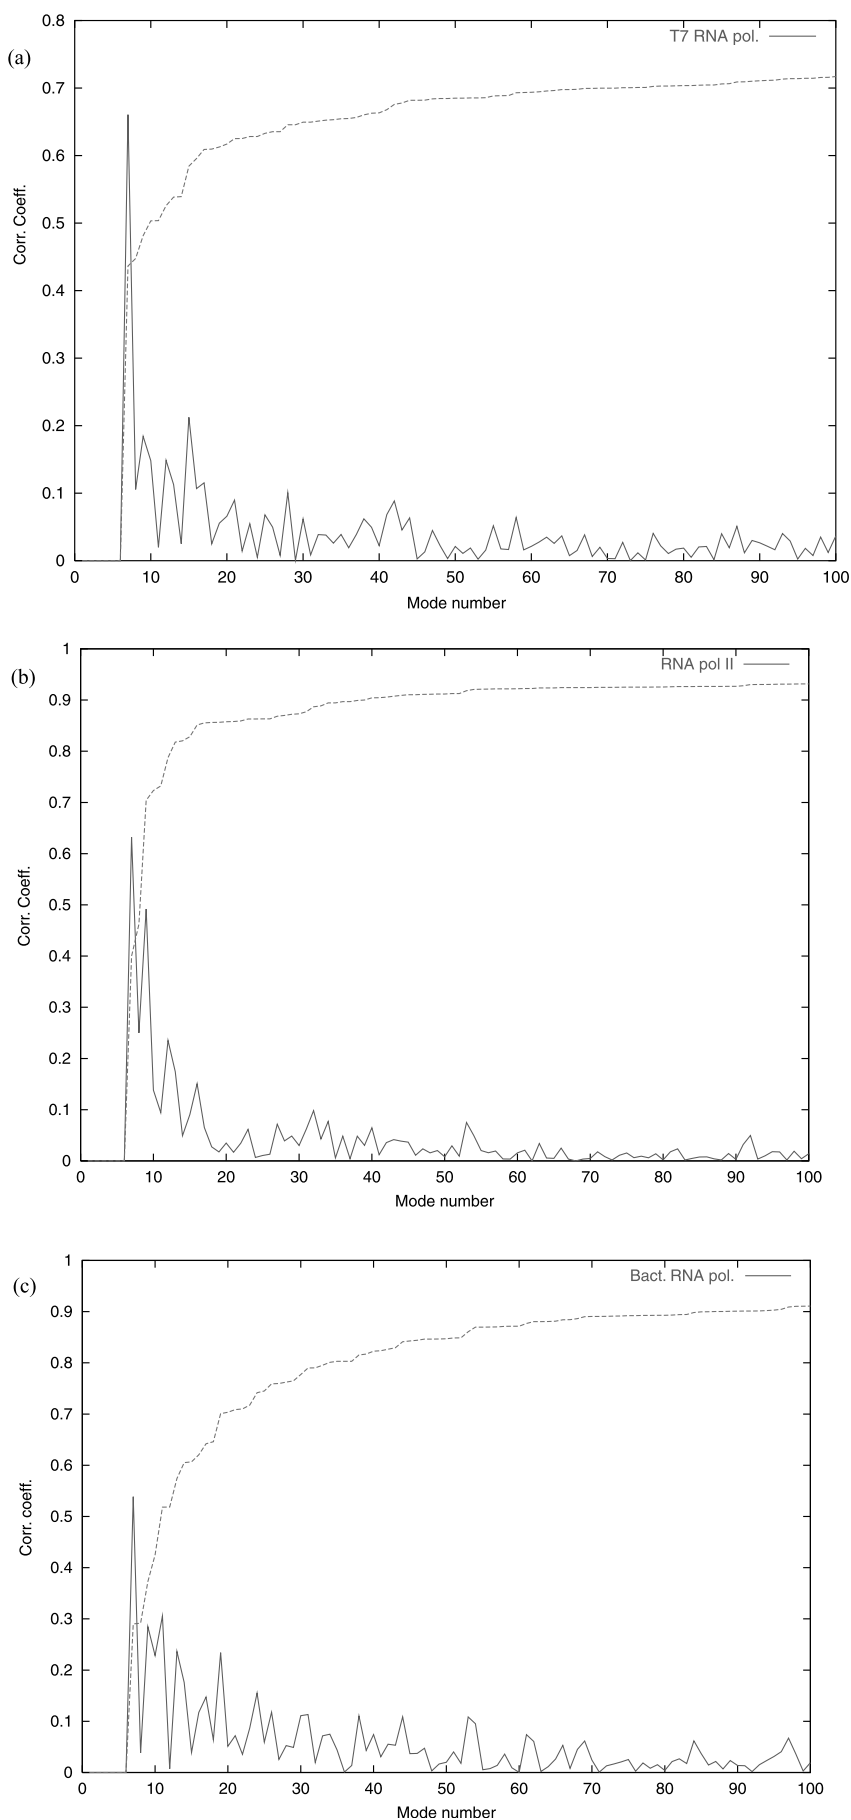 (a)
T7 RNA pol.
0.8
0.7
0.6
0.5
0.4
0.3
0.2
0.1
0
Corr. Coeff.
0 10 20 30 40 50 60 70 80 90 100
Mode number
(b)
RNA pol II
1
0.9
0.8
0.7
0.6
0.5
0.4
0.3
0.2
0.1
0
Corr. Coeff.
0 10 20 30 40 50 60 70 80 90 100
Mode number
(c)
Bact. RNA pol.
1
0.9
0.8
0.7
0.6
0.5
0.4
0.3
0.2
0.1
0
Corr. coeff.
0 10 20 30 40 50 60 70 80 90 100
Mode number